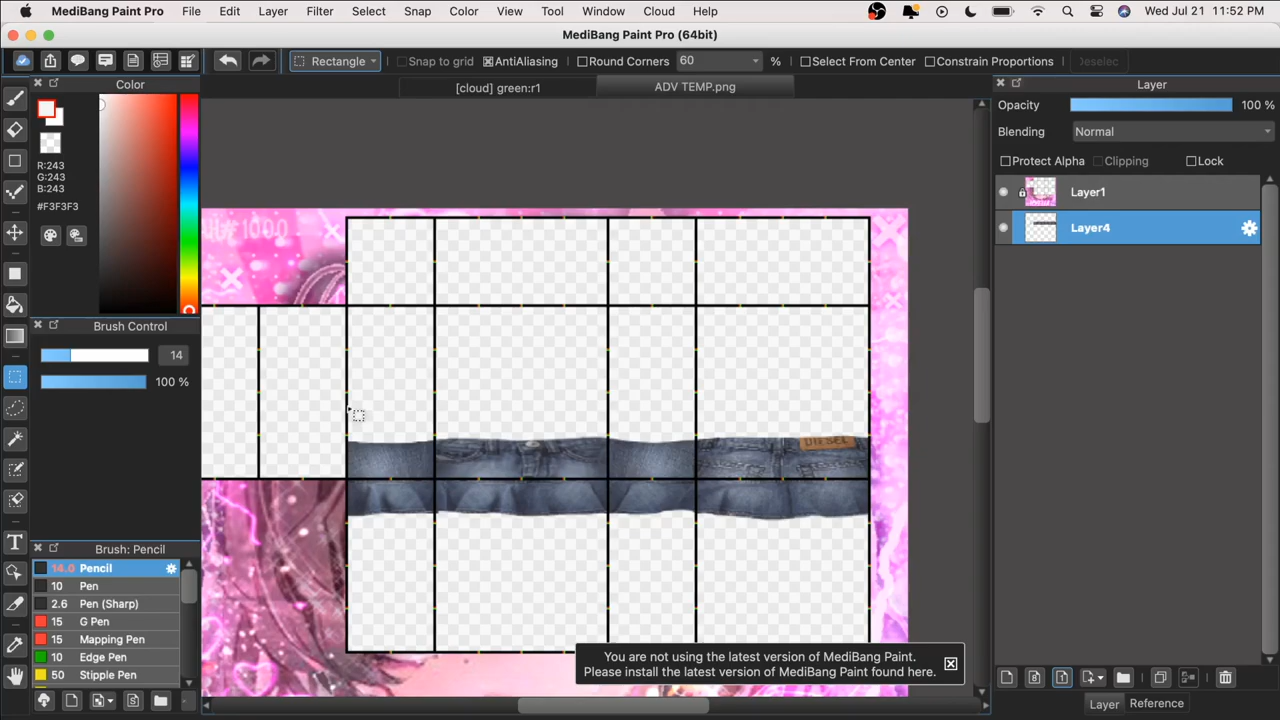 MediBang Paint Pro File Edit Layer Filter Select Snap Color View Tool Window Cloud Help Wed Jul 21 11:52 PM
MediBang Paint Pro (64bit)
Rectangle Snap to grid AntiAliasing Round Corners 60 % Select From Center Constrain Proportions Deselec
Color
[cloud] green:r1
ADV TEMP.png
Layer
Opacity 100 %
Blending Normal
Protect Alpha Clipping Lock
R:243
G:243
B:243
#F3F3F3
Layer1
Layer4
Brush Control
14
100 %
DIESEL
Brush: Pencil
14.0 Pencil
10 Pen
2.6 Pen (Sharp)
15 G Pen
15 Mapping Pen
10 Edge Pen
50 Stipple Pen
You are not using the latest version of MediBang Paint.
Please install the latest version of MediBang Paint found here.
Layer Reference